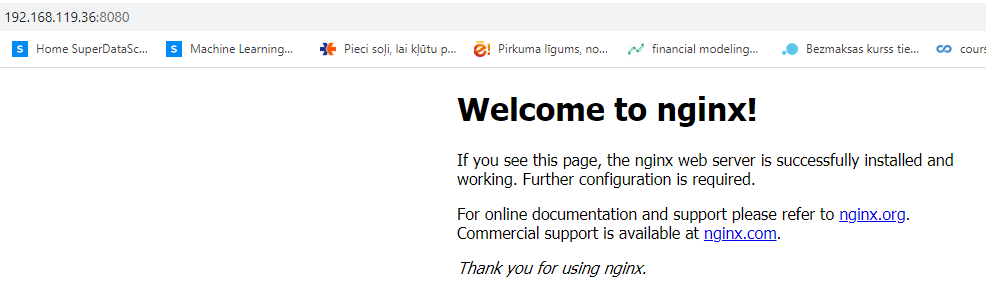 192.168.119.36:8080
Home SuperDataSc... Machine Learning... Pieci soļi, lai kļūtu p... Pirkuma līgums, no... financial modeling... Bezmaksas kurss tie... cours
Welcome to nginx!
If you see this page, the nginx web server is successfully installed and
working. Further configuration is required.
For online documentation and support please refer to nginx.org.
Commercial support is available at nginx.com.
Thank you for using nginx.